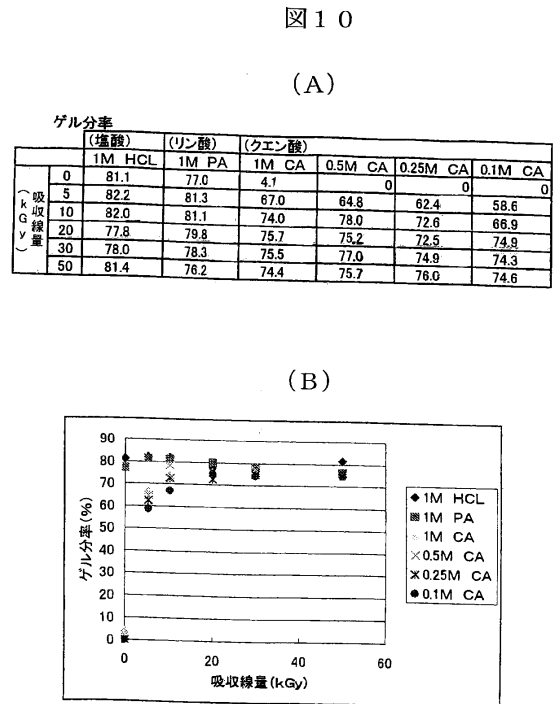 図１０
(A)
ゲル分率
(塩酸) (リン酸) (クエン酸)
1M HCL 1M PA 1M CA 0.5M CA 0.25M CA 0.1M CA
吸収線量(kGy)
0 81.1 77.0 4.1 0 0 0
5 82.2 81.3 67.0 64.8 62.4 58.6
10 82.0 81.1 74.0 78.0 72.6 66.9
20 77.8 79.8 75.7 75.2 72.5 74.9
30 78.0 78.3 75.5 77.0 74.9 74.3
50 81.4 76.2 74.4 75.7 76.0 74.6
(B)
ゲル分率(%)
90
80
70
60
50
40
30
20
10
0
0 20 40 60
吸収線量(kGy)
1M HCL
1M PA
1M CA
0.5M CA
0.25M CA
0.1M CA